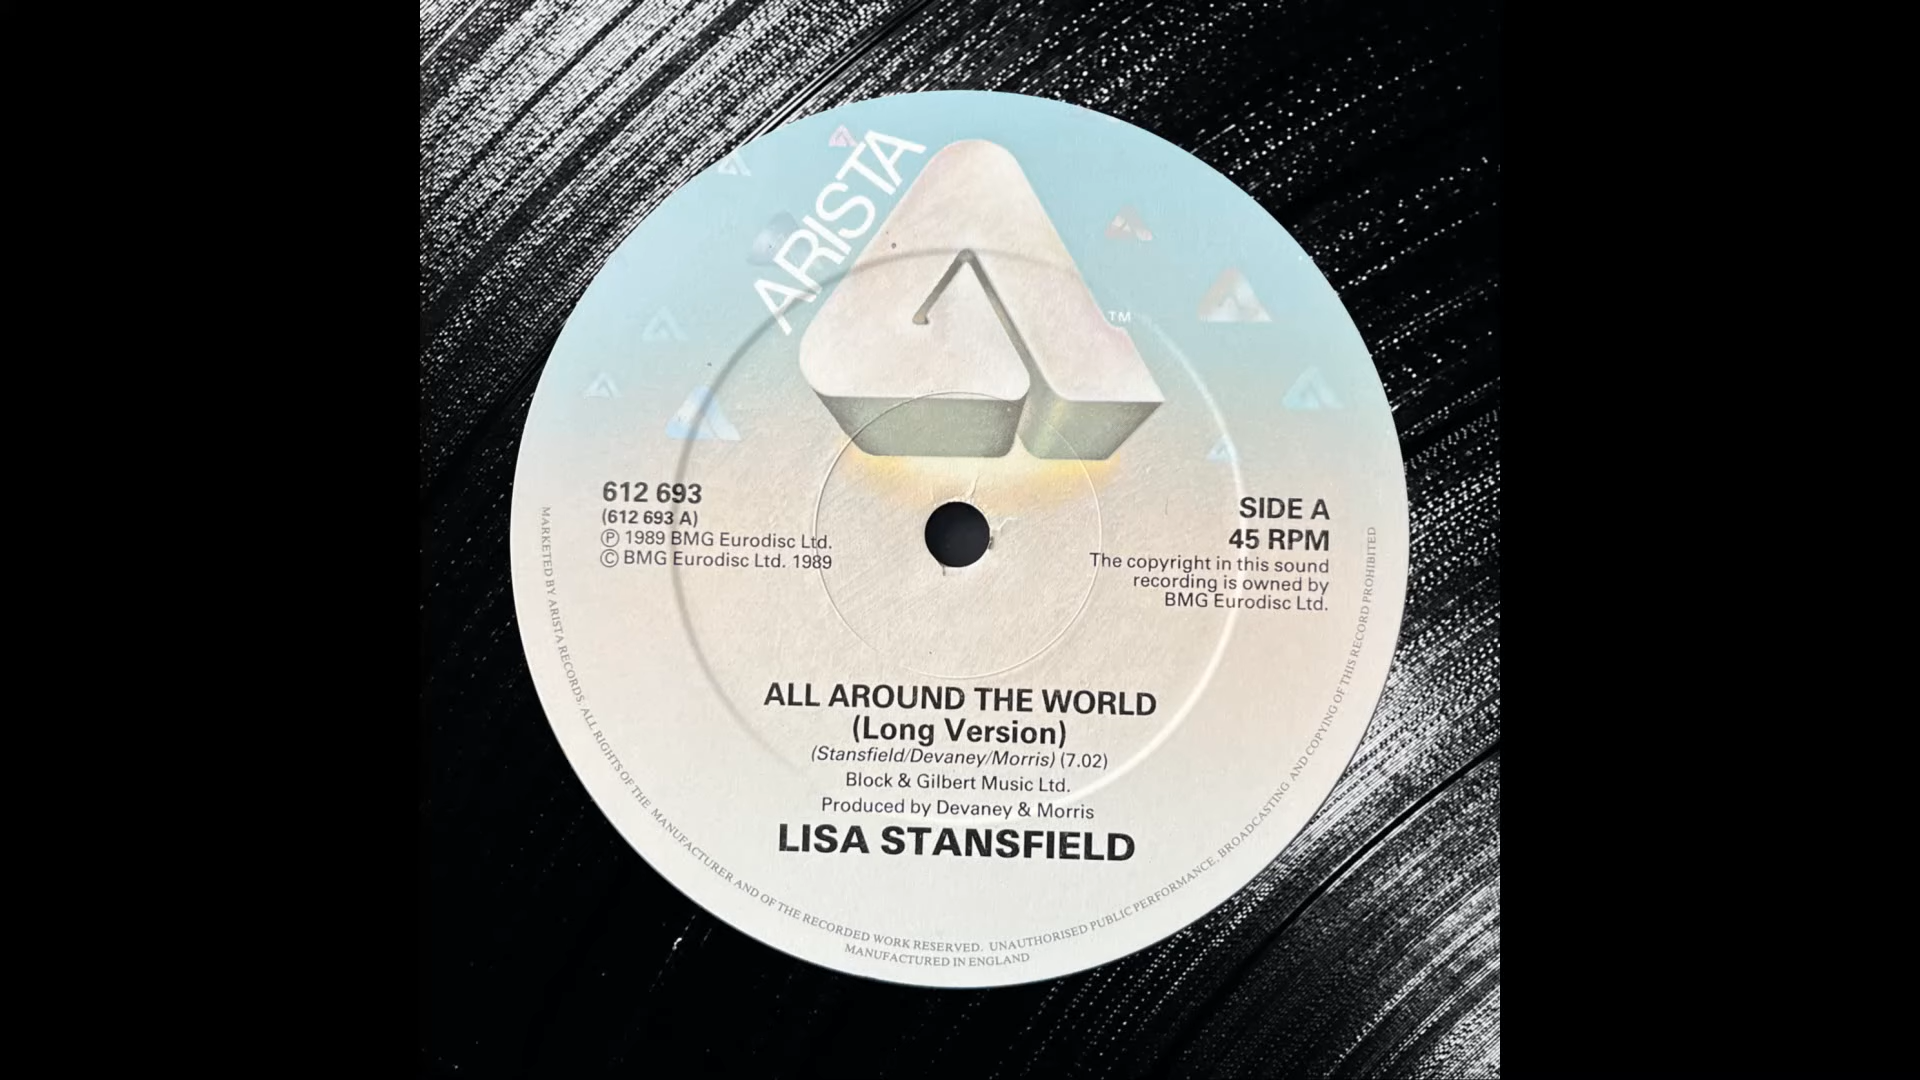 ARISTA
TM
612 693
(612 693 A)
Ⓟ 1989 BMG Eurodisc Ltd.
© BMG Eurodisc Ltd. 1989
SIDE A
45 RPM
The copyright in this sound
recording is owned by
BMG Eurodisc Ltd.
ALL AROUND THE WORLD
(Long Version)
(Stansfield/Devaney/Morris) (7.02)
Block & Gilbert Music Ltd.
Produced by Devaney & Morris
LISA STANSFIELD
MARKETED BY ARISTA RECORDS. ALL RIGHTS OF THE MANUFACTURER AND OF THE RECORDED WORK RESERVED. UNAUTHORISED PUBLIC PERFORMANCE, BROADCASTING AND COPYING OF THIS RECORD PROHIBITED
MANUFACTURED IN ENGLAND